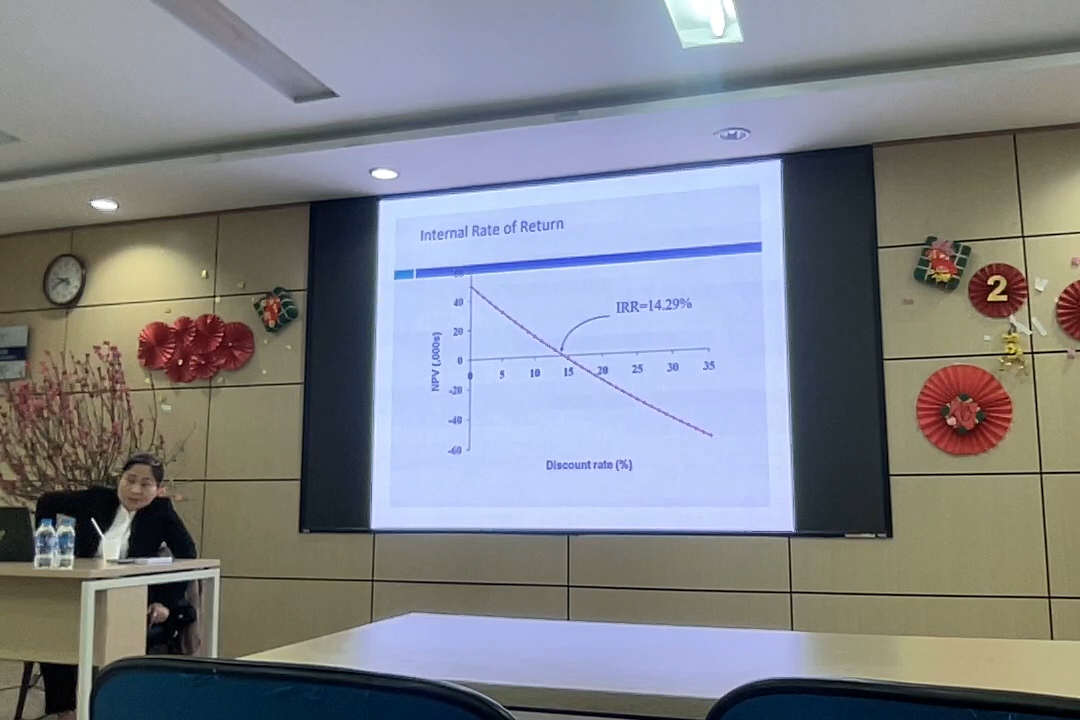 Internal Rate of Return
60
40
20
0
-20
-40
-60
NPV (,000s)
IRR=14.29%
0 5 10 15 20 25 30 35
Discount rate (%)
2